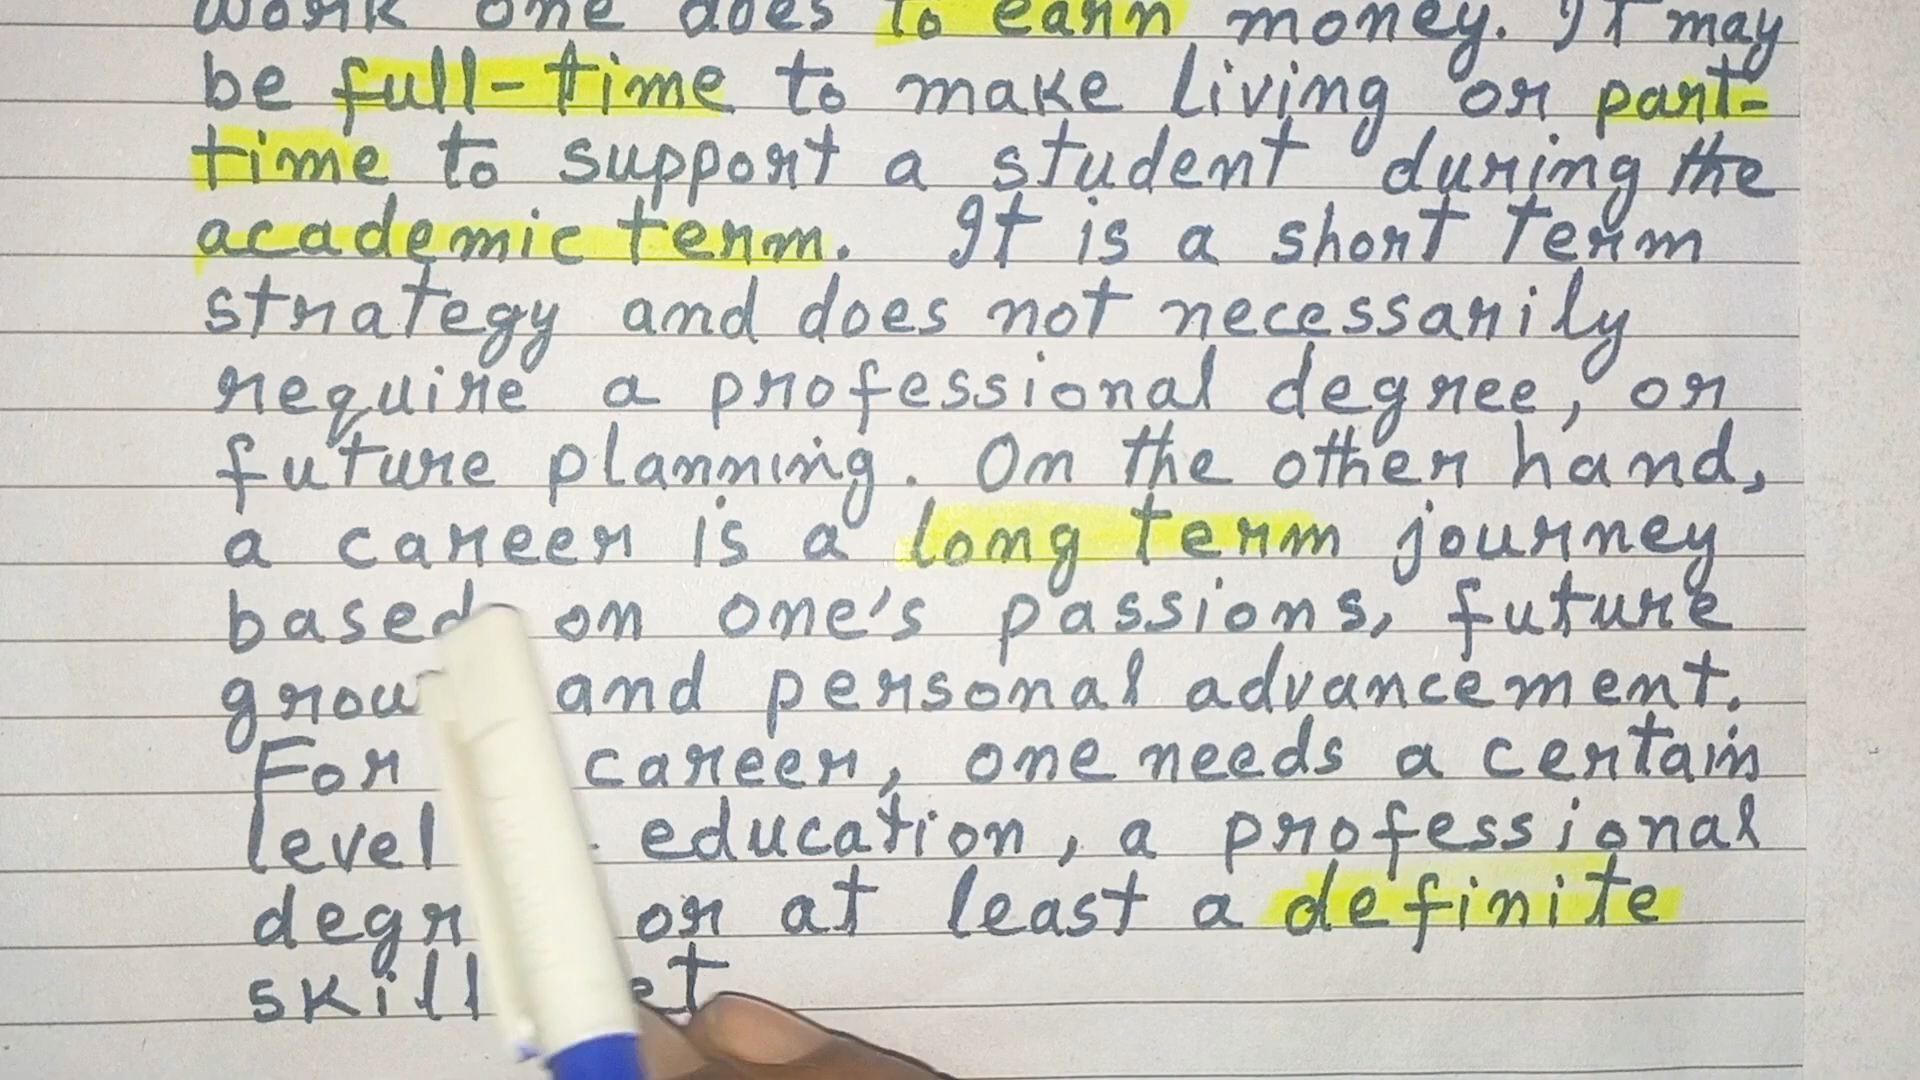 work one does to earn money. It may
be full-time to make living or part-
time to support a student during the
academic term. It is a short term
strategy and does not necessarily
require a professional degree, or
future planning. On the other hand,
a career is a long term journey
based on one's passions, future
and personal advancement.
For career, one needs a certain
level education, a professional
or at least a definite
skill